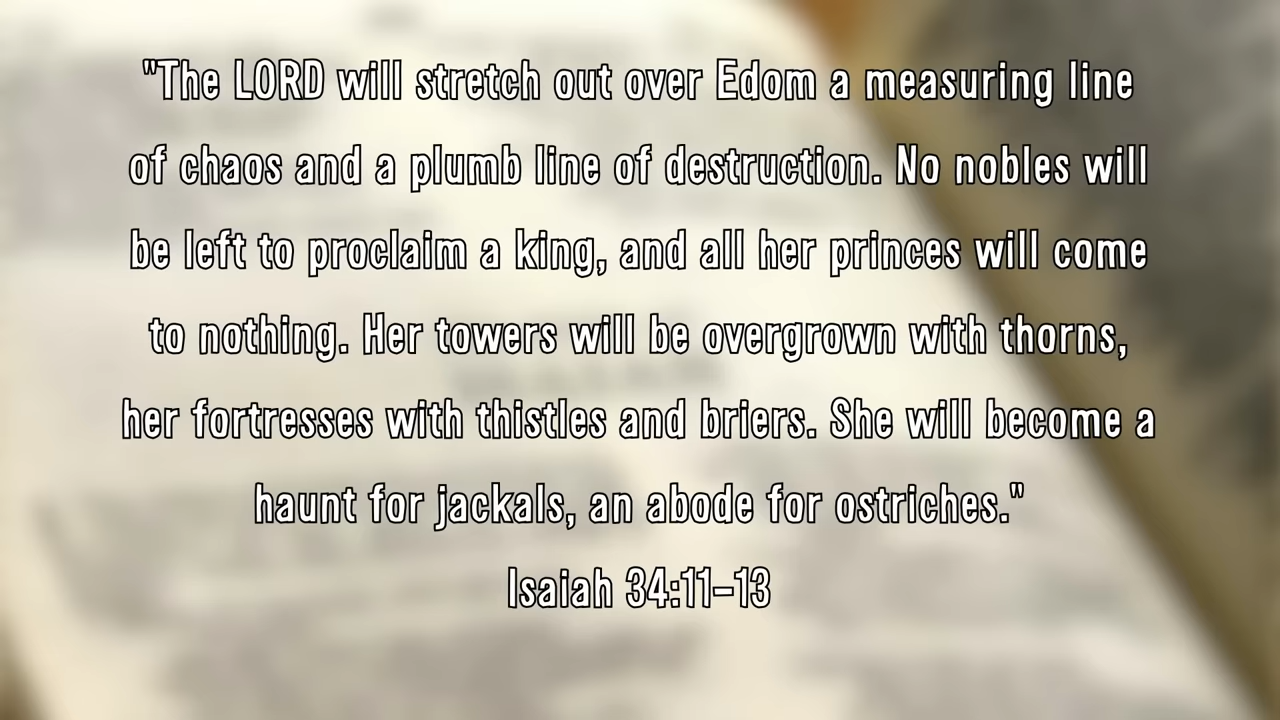 "The LORD will stretch out over Edom a measuring line
of chaos and a plumb line of destruction. No nobles will
be left to proclaim a king, and all her princes will come
to nothing. Her towers will be overgrown with thorns,
her fortresses with thistles and briers. She will become a
haunt for jackals, an abode for ostriches."
Isaiah 34:11–13